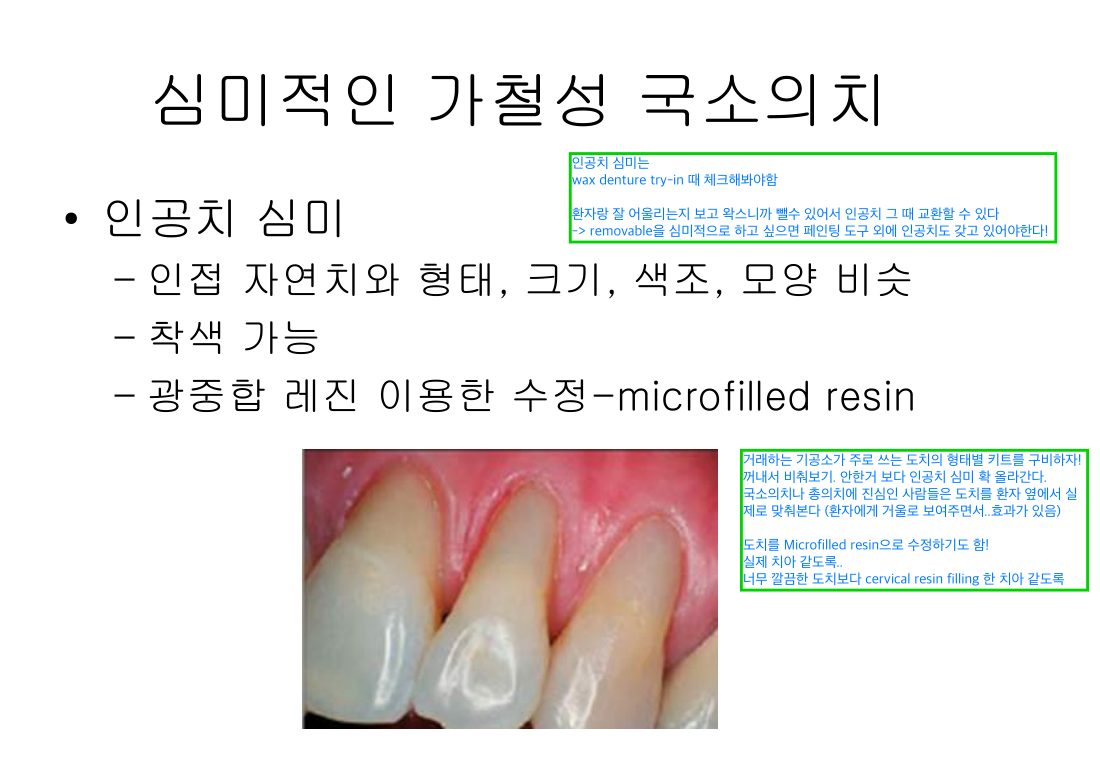 심미적인 가철성 국소의치
인공치 심미는
wax denture try-in 때 체크해봐야함
환자랑 잘 어울리는지 보고 왁스니까 뺄수 있어서 인공치 그 때 교환할 수 있다
-> removable을 심미적으로 하고 싶으면 페인팅 도구 외에 인공치도 갖고 있어야한다!
• 인공치 심미
– 인접 자연치와 형태, 크기, 색조, 모양 비슷
– 착색 가능
– 광중합 레진 이용한 수정-microfilled resin
거래하는 기공소가 주로 쓰는 도치의 형태별 키트를 구비하자!
꺼내서 비춰보기. 안한거 보다 인공치 심미 확 올라간다.
국소의치나 총의치에 진심인 사람들은 도치를 환자 옆에서 실
제로 맞춰본다 (환자에게 거울로 보여주면서..효과가 있음)
도치를 Microfilled resin으로 수정하기도 함!
실제 치아 같도록..
너무 깔끔한 도치보다 cervical resin filling 한 치아 같도록